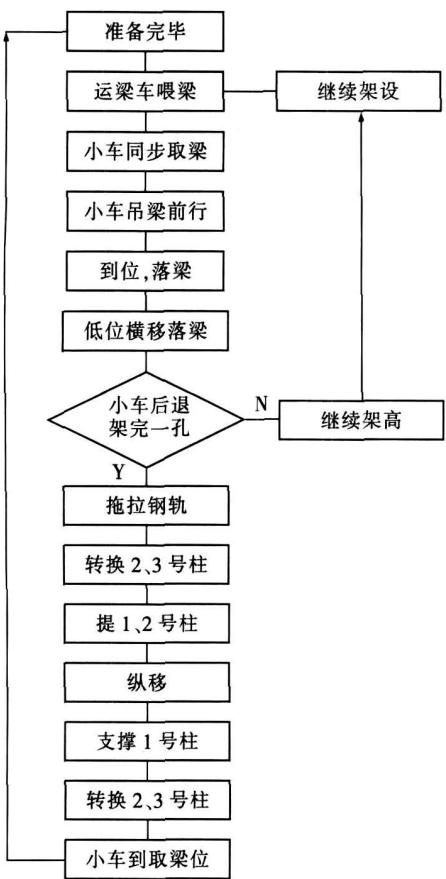 准备完毕
运梁车喂梁
继续架设
小车同步取梁
小车吊梁前行
到位,落梁
低位横移落梁
小车后退
架完一孔
N
继续架高
Y
拖拉钢轨
转换2、3号柱
提1、2号柱
纵移
支撑1号柱
转换2、3号柱
小车到取梁位